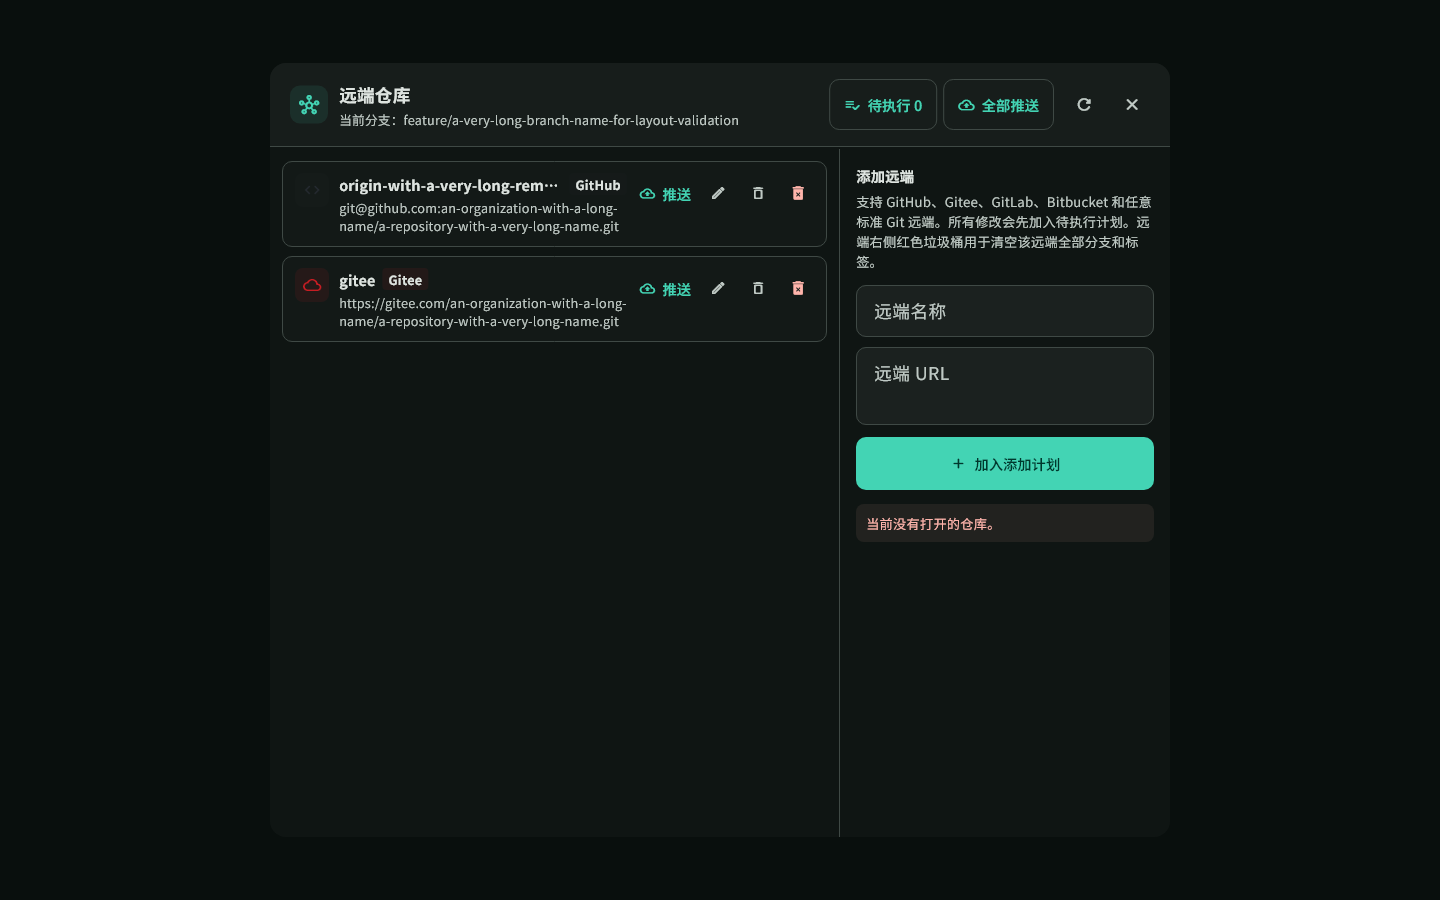 远端仓库
当前分支：feature/a-very-long-branch-name-for-layout-validation
待执行 0
全部推送
origin-with-a-very-long-rem…
GitHub
推送
git@github.com:an-organization-with-a-long-
name/a-repository-with-a-very-long-name.git
gitee
Gitee
推送
https://gitee.com/an-organization-with-a-long-
name/a-repository-with-a-very-long-name.git
添加远端
支持 GitHub、Gitee、GitLab、Bitbucket 和任意
标准 Git 远端。所有修改会先加入待执行计划。远
端右侧红色垃圾桶用于清空该远端全部分支和标
签。
远端名称
远端 URL
加入添加计划
当前没有打开的仓库。